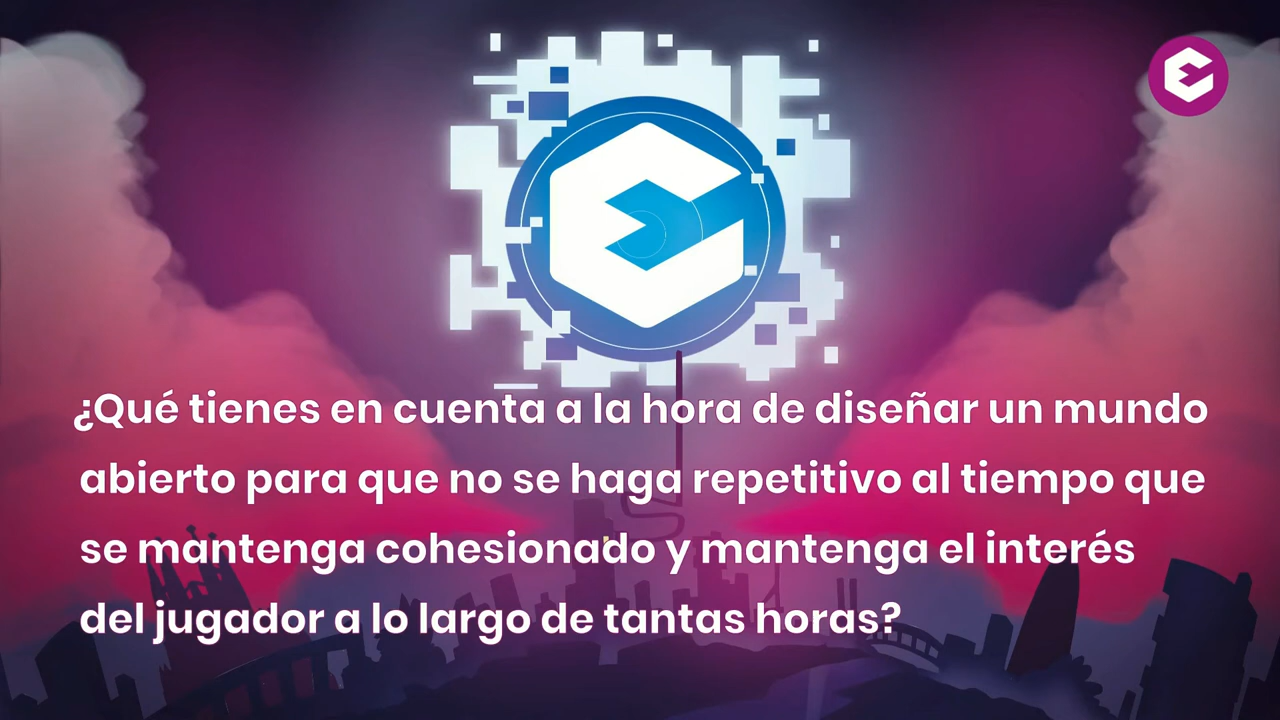 ¿Qué tienes en cuenta a la hora de diseñar un mundo
abierto para que no se haga repetitivo al tiempo que
se mantenga cohesionado y mantenga el interés
del jugador a lo largo de tantas horas?